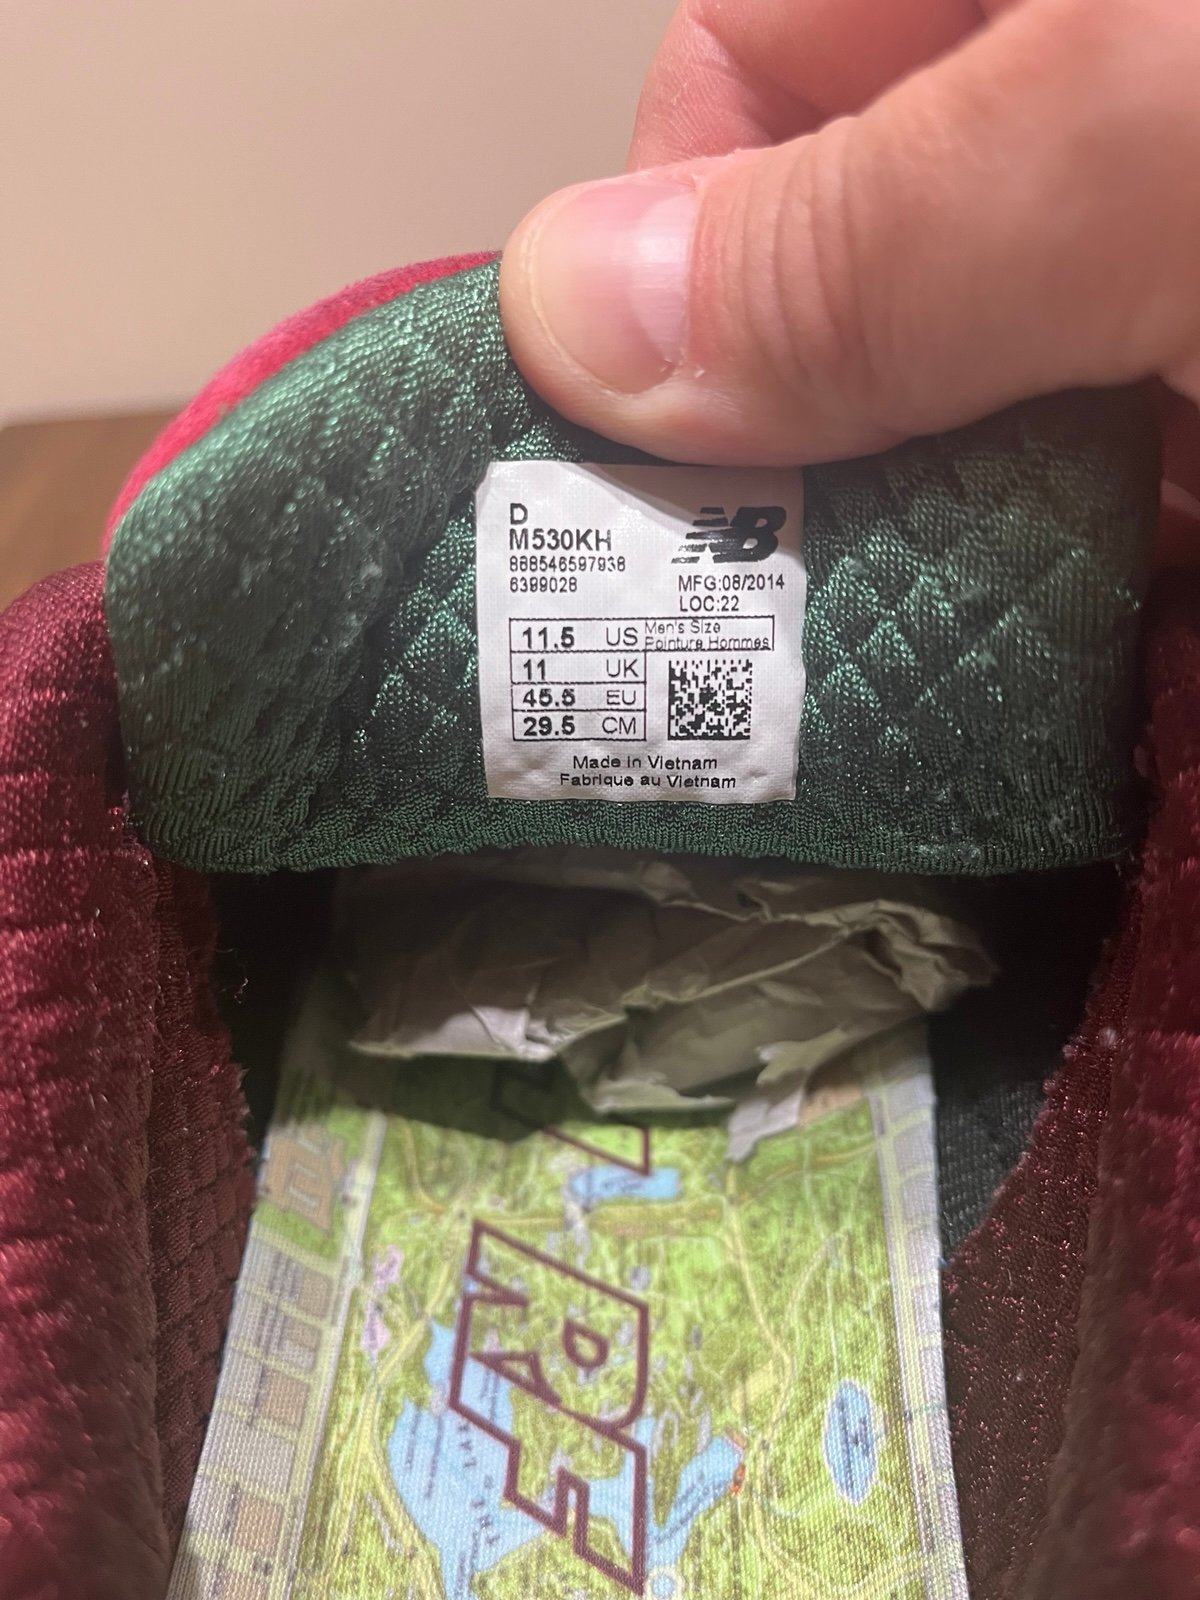 D
M530KH
888546597938
6399028
NB
MFG:08/2014
LOC:22
11.5 US Men's Size
Pointure Hommes
11 UK
45.5 EU
29.5 CM
Made in Vietnam
Fabrique au Vietnam